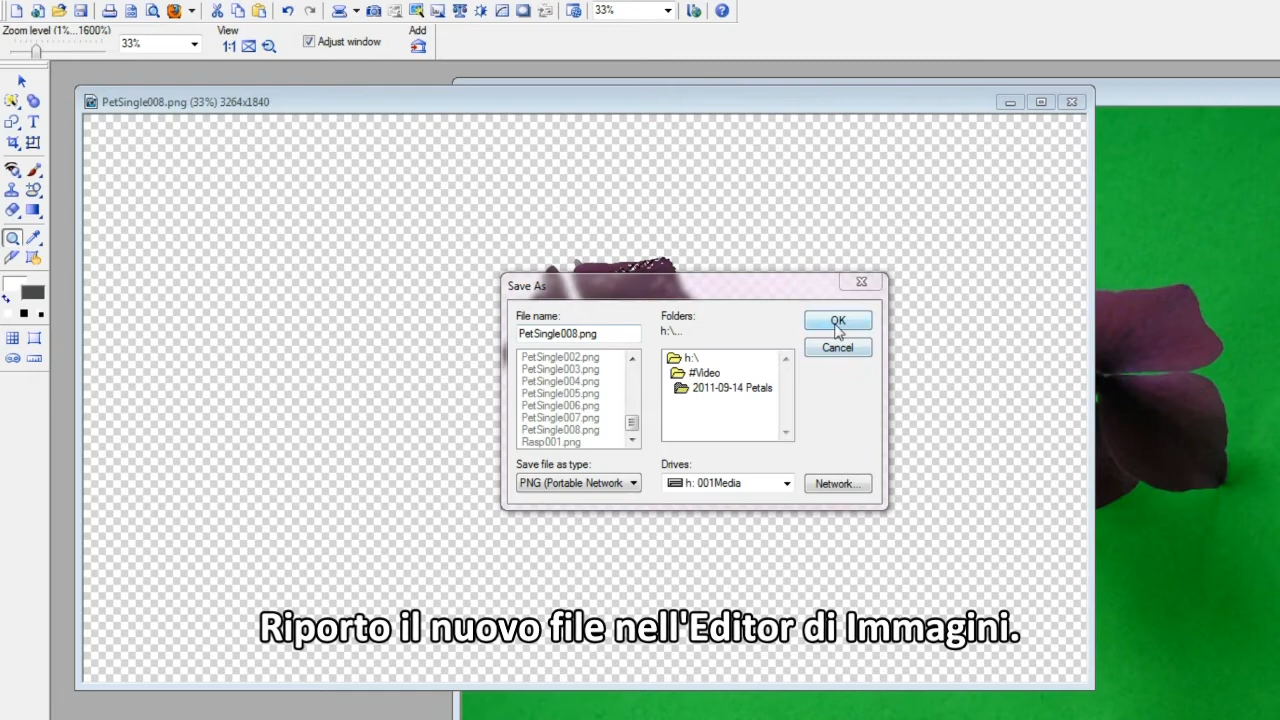 33%
Zoom level (1%...1600%)
33%
View
1:1
Adjust window
Add
PetSingle008.png (33%) 3264x1840
Save As
File name:
PetSingle008.png
PetSingle002.png
PetSingle003.png
PetSingle004.png
PetSingle005.png
PetSingle006.png
PetSingle007.png
PetSingle008.png
Rasp001.png
Save file as type:
PNG (Portable Network
Folders:
h:\...
h:\
#Video
2011-09-14 Petals
Drives:
h: 001Media
OK
Cancel
Network...
Riporto il nuovo file nell'Editor di Immagini.